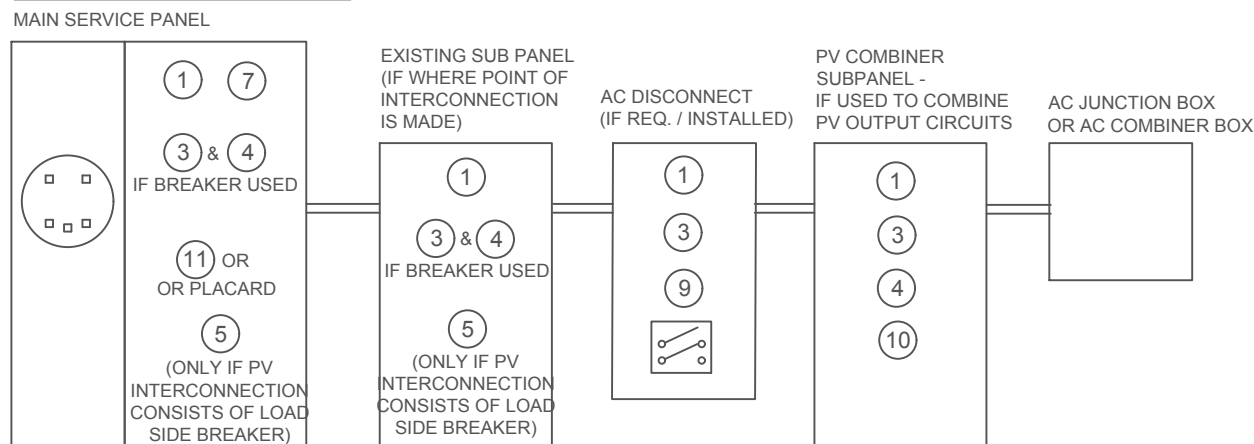 MAIN SERVICE PANEL
1 7
3 & 4
IF BREAKER USED
11 OR
OR PLACARD
5
(ONLY IF PV
INTERCONNECTION
CONSISTS OF LOAD
SIDE BREAKER)
EXISTING SUB PANEL
(IF WHERE POINT OF
INTERCONNECTION
IS MADE)
1
3 & 4
IF BREAKER USED
5
(ONLY IF PV
INTERCONNECTION
CONSISTS OF LOAD
SIDE BREAKER)
AC DISCONNECT
(IF REQ. / INSTALLED)
1
3
9
PV COMBINER
SUBPANEL -
IF USED TO COMBINE
PV OUTPUT CIRCUITS
1
3
4
10
AC JUNCTION BOX
OR AC COMBINER BOX